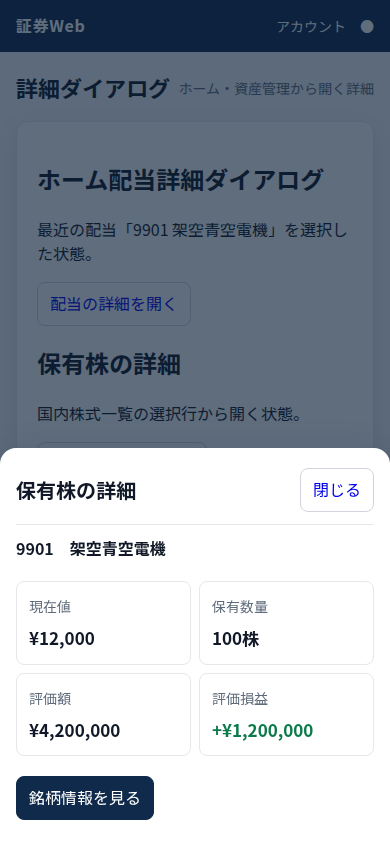 証券Web
アカウント
詳細ダイアログ
ホーム・資産管理から開く詳細
ホーム配当詳細ダイアログ
最近の配当「9901 架空青空電機」を選択し
た状態。
配当の詳細を開く
保有株の詳細
国内株式一覧の選択行から開く状態。
保有株の詳細
閉じる
9901 架空青空電機
現在値
¥12,000
保有数量
100株
評価額
¥4,200,000
評価損益
+¥1,200,000
銘柄情報を見る